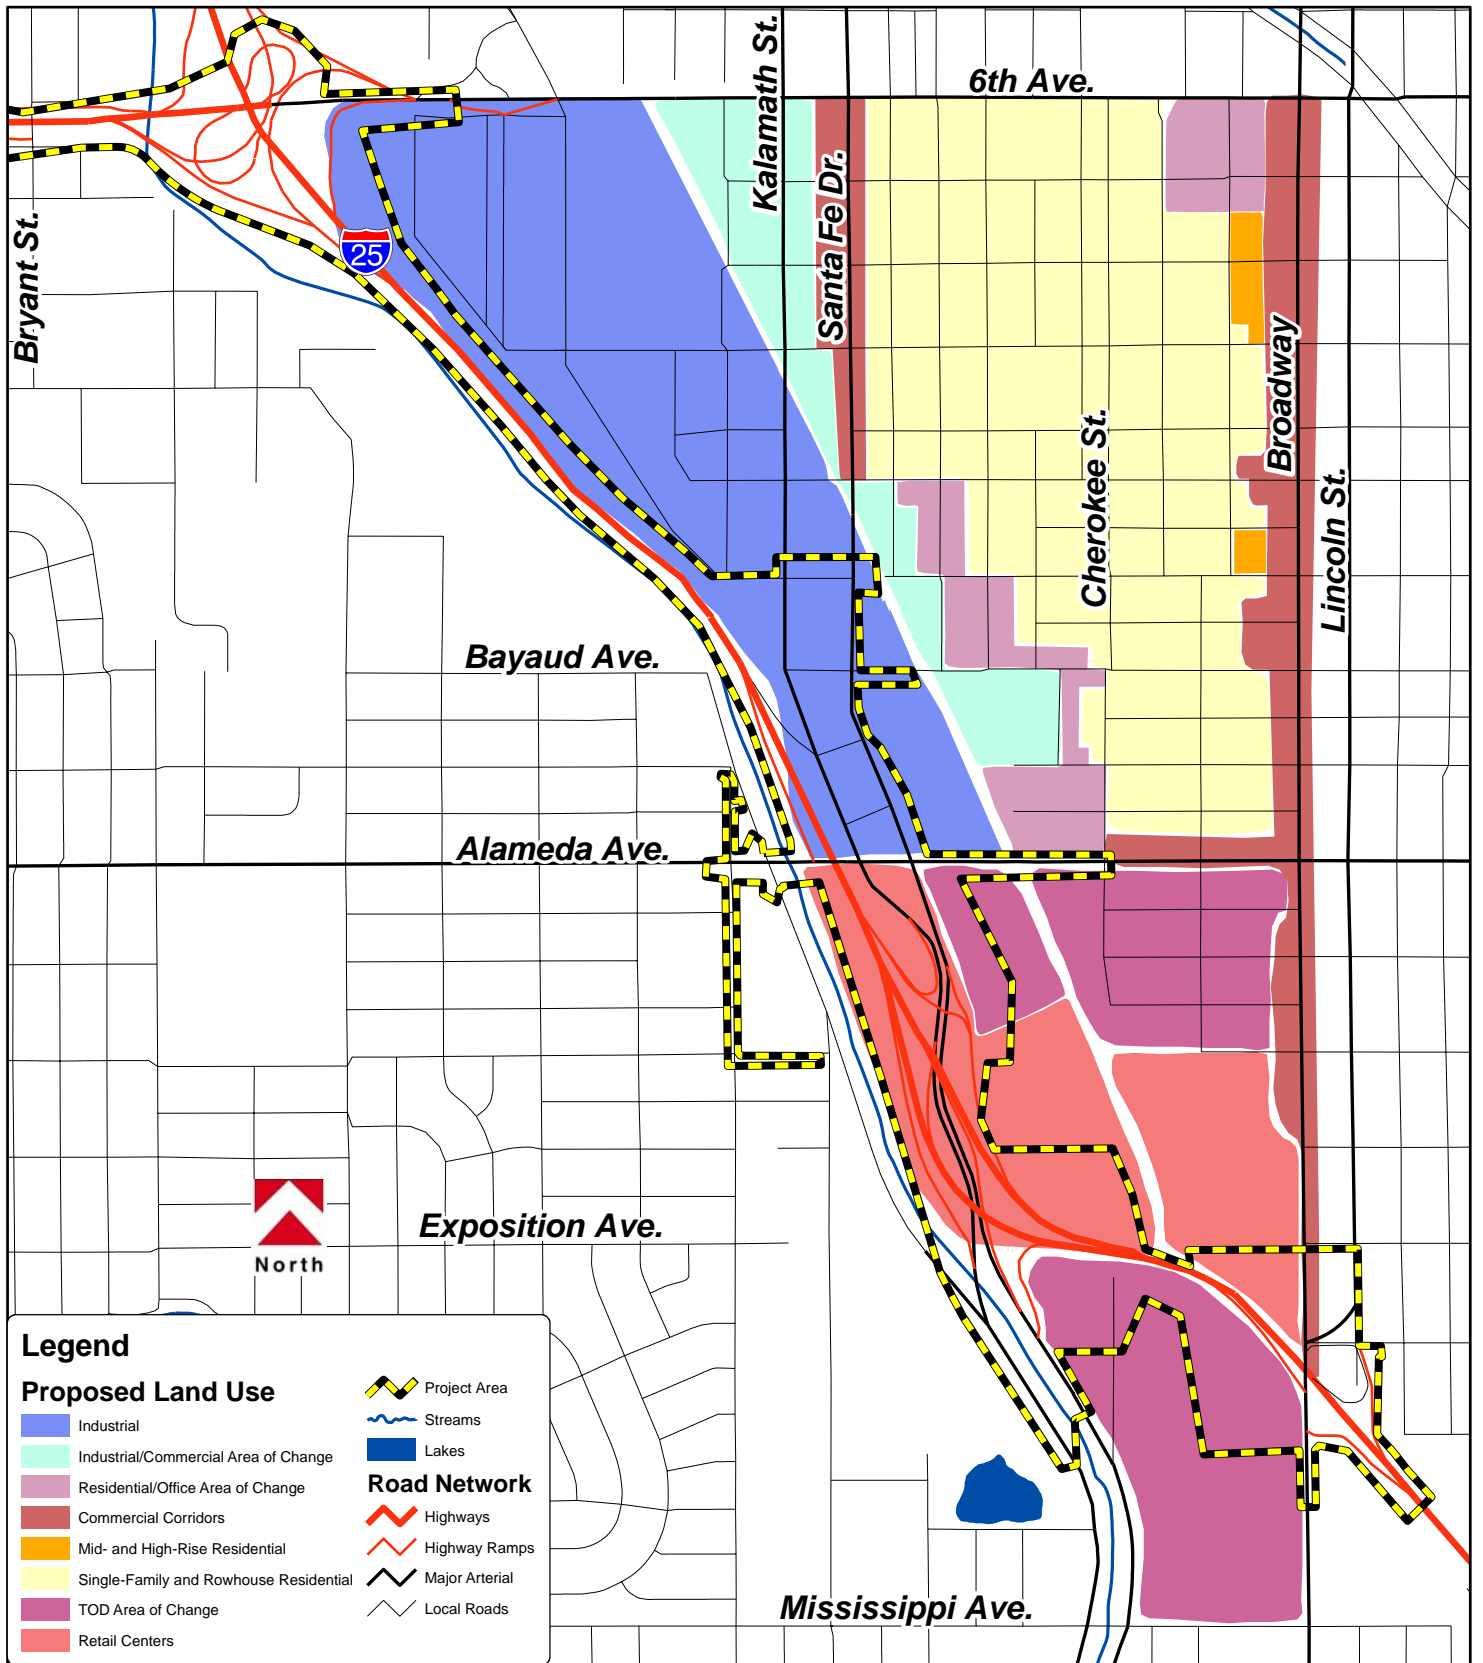 6th Ave.
Kalamath St.
Santa Fe Dr.
Bryant St.
25
Broadway
Cherokee St.
Lincoln St.
Bayaud Ave.
Alameda Ave.
Exposition Ave.
North
Mississippi Ave.
Legend
Proposed Land Use
Industrial
Industrial/Commercial Area of Change
Residential/Office Area of Change
Commercial Corridors
Mid- and High-Rise Residential
Single-Family and Rowhouse Residential
TOD Area of Change
Retail Centers
Project Area
Streams
Lakes
Road Network
Highways
Highway Ramps
Major Arterial
Local Roads